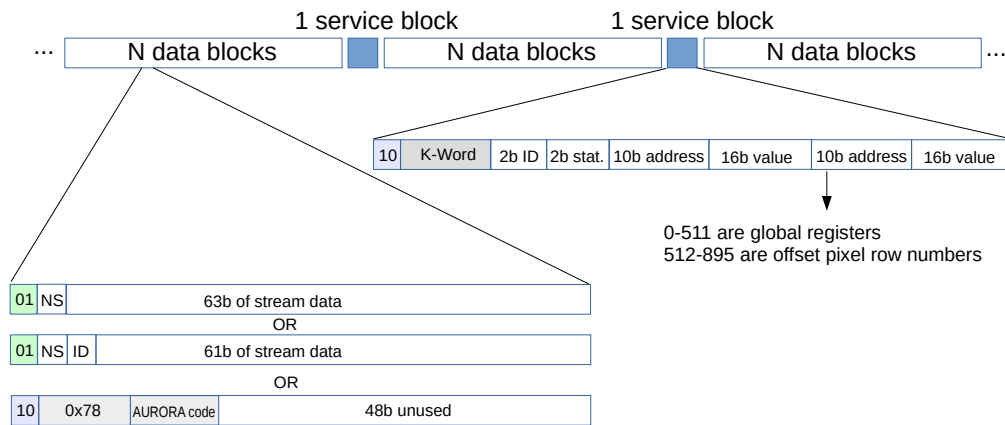 1 service block 1 service block
... N data blocks N data blocks N data blocks ...
10 K-Word 2b ID 2b stat. 10b address 16b value 10b address 16b value
0-511 are global registers
512-895 are offset pixel row numbers
01 NS 63b of stream data
OR
01 NS ID 61b of stream data
OR
10 0x78 AURORA code 48b unused